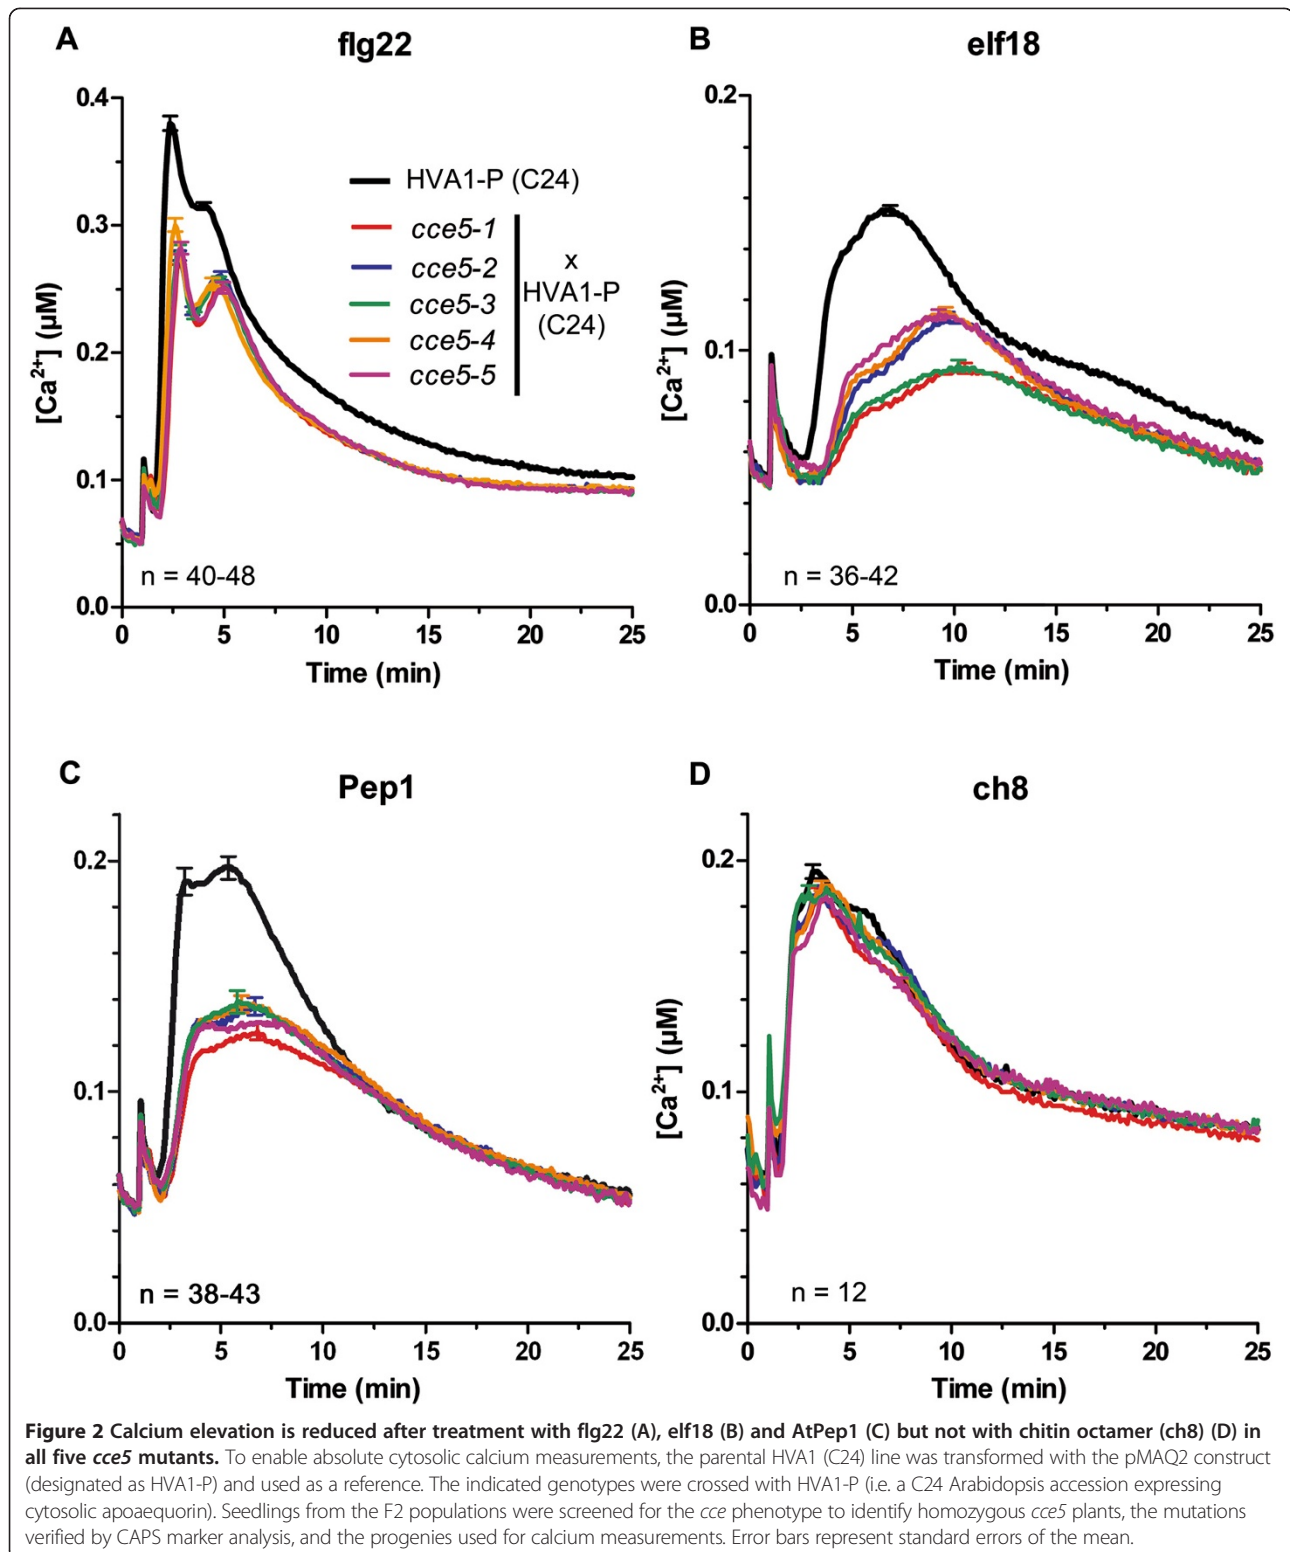 A
flg22
[Ca2+] (µM)
0.4
0.3
0.2
0.1
0.0
HVA1-P (C24)
cce5-1
cce5-2
cce5-3
cce5-4
cce5-5
x
HVA1-P
(C24)
n = 40-48
0 5 10 15 20 25
Time (min)
B
elf18
[Ca2+] (µM)
0.2
0.1
0.0
n = 36-42
0 5 10 15 20 25
Time (min)
C
Pep1
[Ca2+] (µM)
0.2
0.1
0.0
n = 38-43
0 5 10 15 20 25
Time (min)
D
ch8
[Ca2+] (µM)
0.2
0.1
0.0
n = 12
0 5 10 15 20 25
Time (min)
Figure 2 Calcium elevation is reduced after treatment with flg22 (A), elf18 (B) and AtPep1 (C) but not with chitin octamer (ch8) (D) in
all five cce5 mutants. To enable absolute cytosolic calcium measurements, the parental HVA1 (C24) line was transformed with the pMAQ2 construct
(designated as HVA1-P) and used as a reference. The indicated genotypes were crossed with HVA1-P (i.e. a C24 Arabidopsis accession expressing
cytosolic apoaequorin). Seedlings from the F2 populations were screened for the cce phenotype to identify homozygous cce5 plants, the mutations
verified by CAPS marker analysis, and the progenies used for calcium measurements. Error bars represent standard errors of the mean.